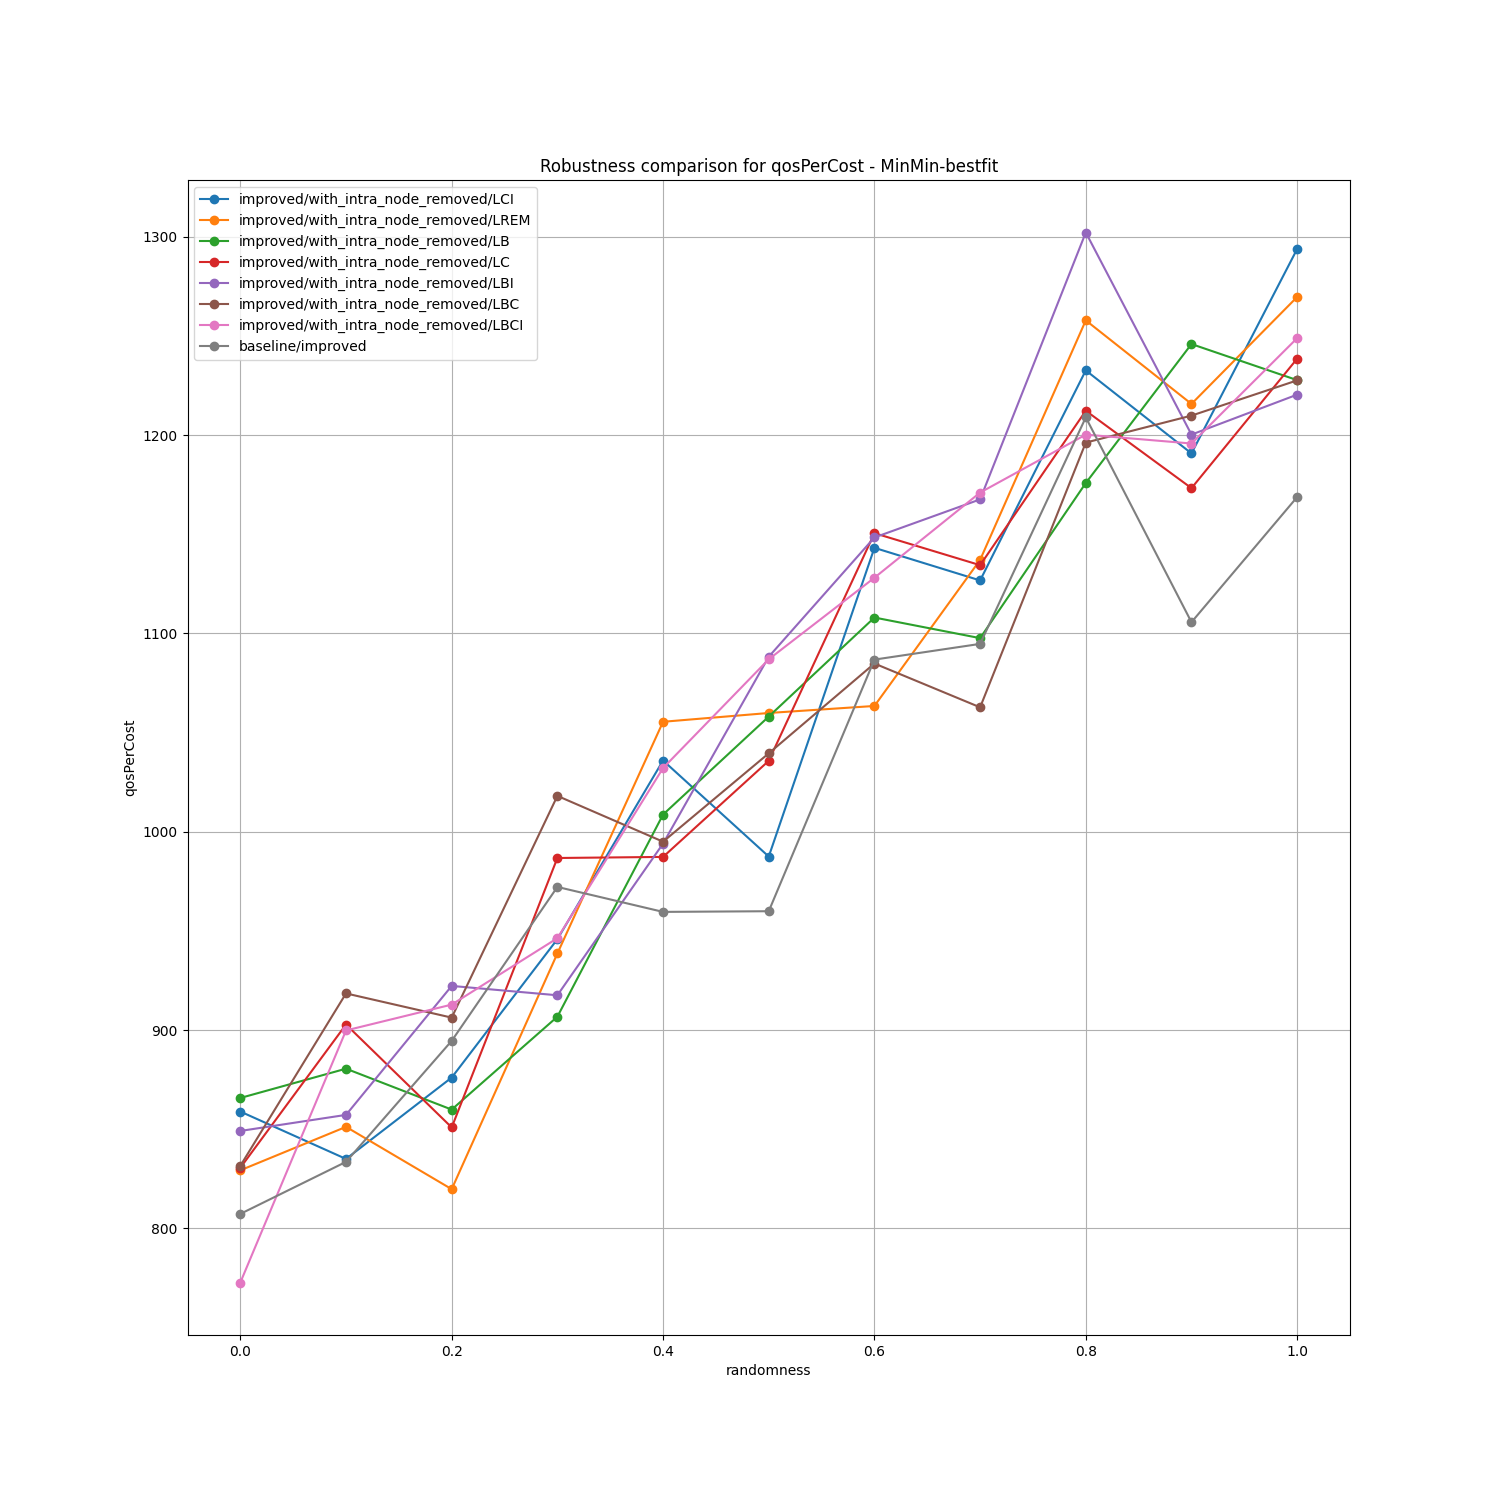 Robustness comparison for qosPerCost - MinMin-bestfit
improved/with_intra_node_removed/LCI
improved/with_intra_node_removed/LREM
improved/with_intra_node_removed/LB
improved/with_intra_node_removed/LC
improved/with_intra_node_removed/LBI
improved/with_intra_node_removed/LBC
improved/with_intra_node_removed/LBCI
baseline/improved
1300
1200
1100
1000
900
800
qosPerCost
0.0 0.2 0.4 0.6 0.8 1.0
randomness